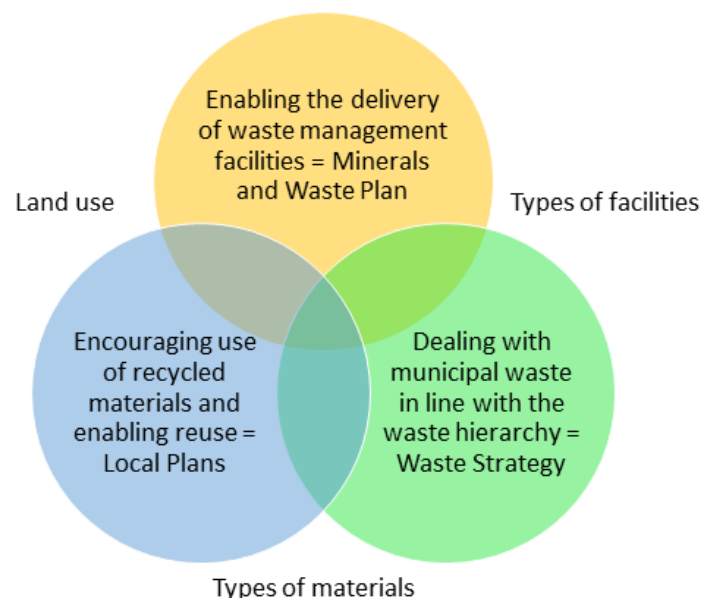 Enabling the delivery
of waste management
facilities = Minerals
and Waste Plan
Land use
Types of facilities
Encouraging use
of recycled
materials and
enabling reuse =
Local Plans
Dealing with
municipal waste
in line with the
waste hierarchy =
Waste Strategy
Types of materials